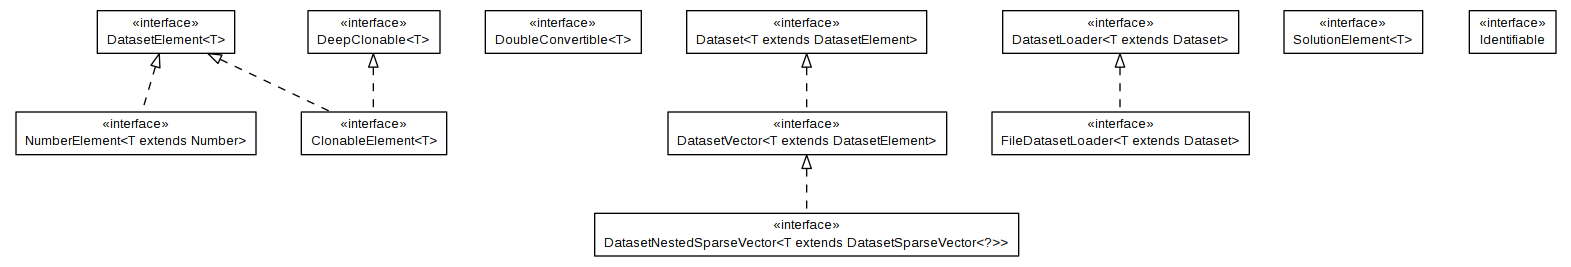 «interface»
DatasetElement<T>
«interface»
DeepClonable<T>
«interface»
DoubleConvertible<T>
«interface»
Dataset<T extends DatasetElement>
«interface»
DatasetLoader<T extends Dataset>
«interface»
SolutionElement<T>
«interface»
Identifiable
«interface»
NumberElement<T extends Number>
«interface»
ClonableElement<T>
«interface»
DatasetVector<T extends DatasetElement>
«interface»
FileDatasetLoader<T extends Dataset>
«interface»
DatasetNestedSparseVector<T extends DatasetSparseVector<?>>